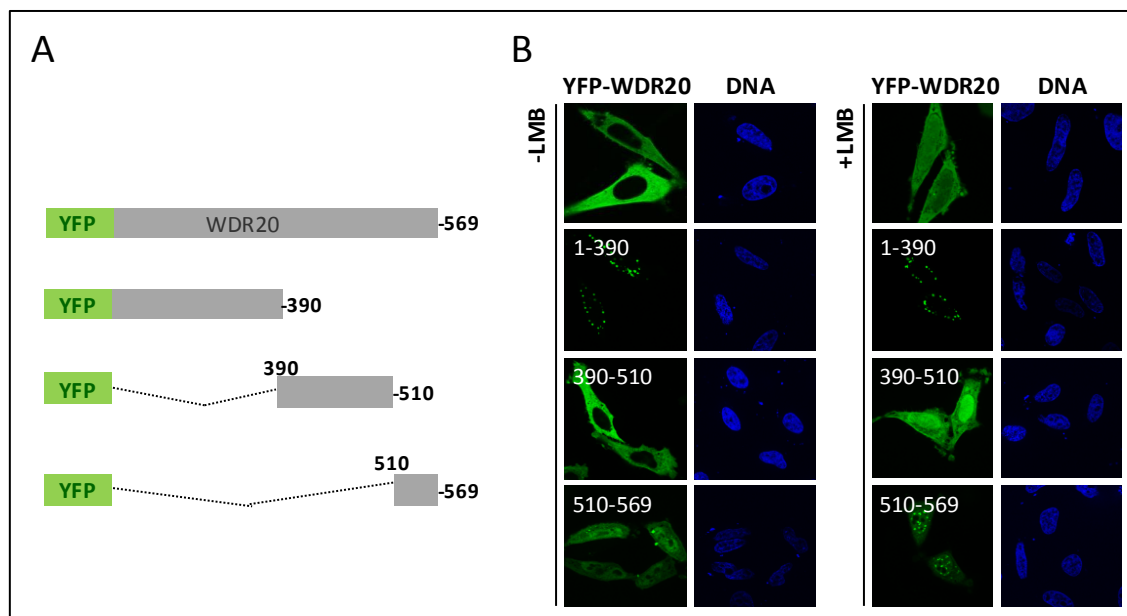 A
YFP WDR20 -569
YFP -390
390
YFP -510
510
YFP -569
B
YFP-WDR20 DNA YFP-WDR20 DNA
-LMB
+LMB
1-390 1-390
390-510 390-510
510-569 510-569